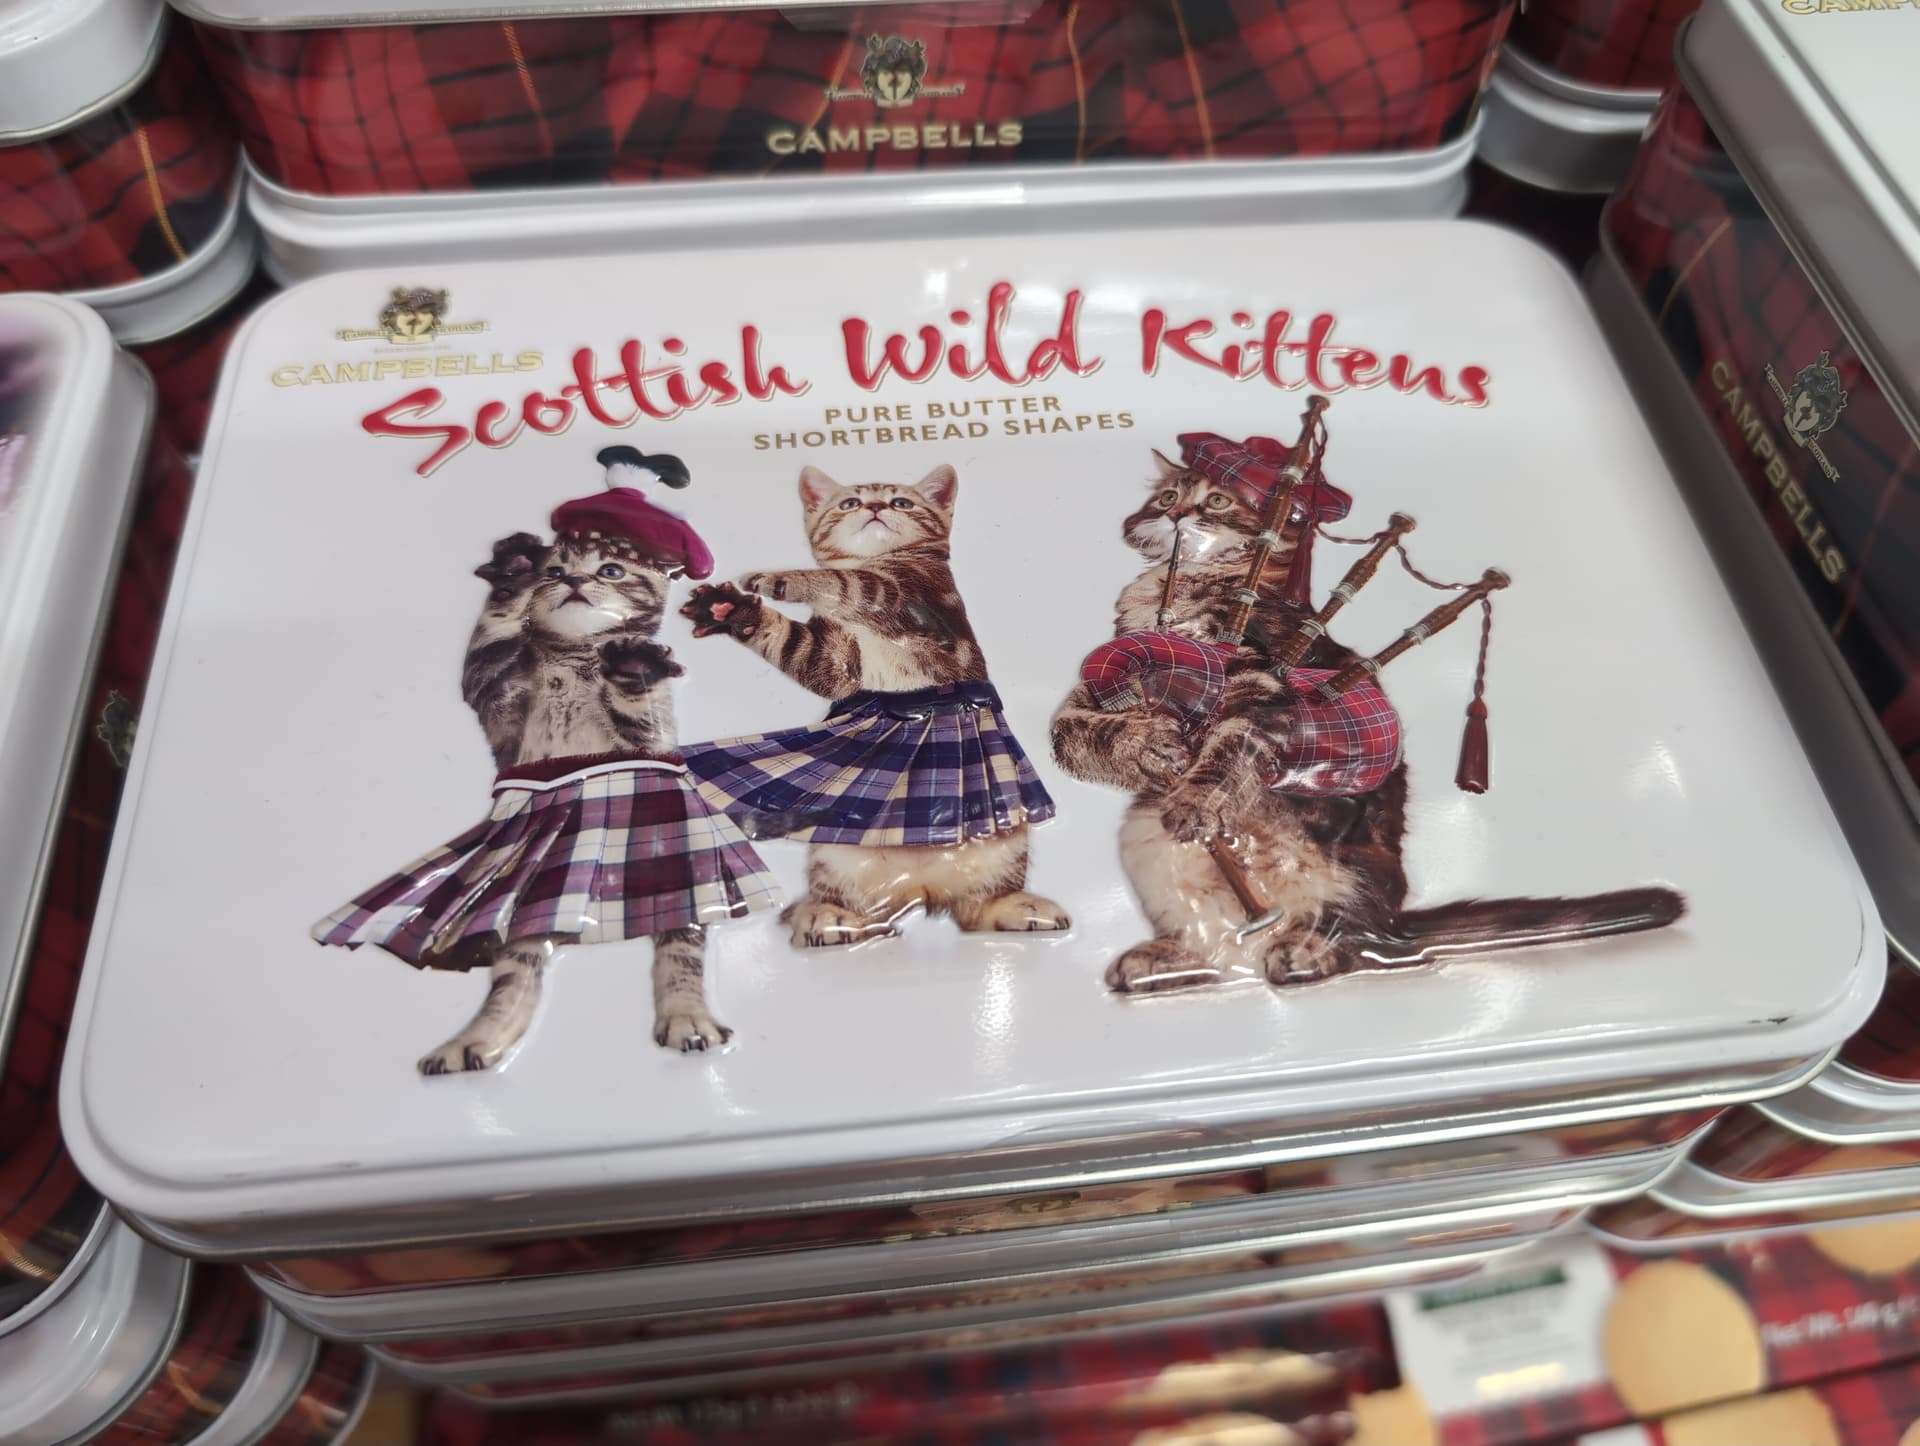 CAMPBELLS
CAMPBELLS
Scottish Wild Kittens
PURE BUTTER
SHORTBREAD SHAPES
CAMPBELLS